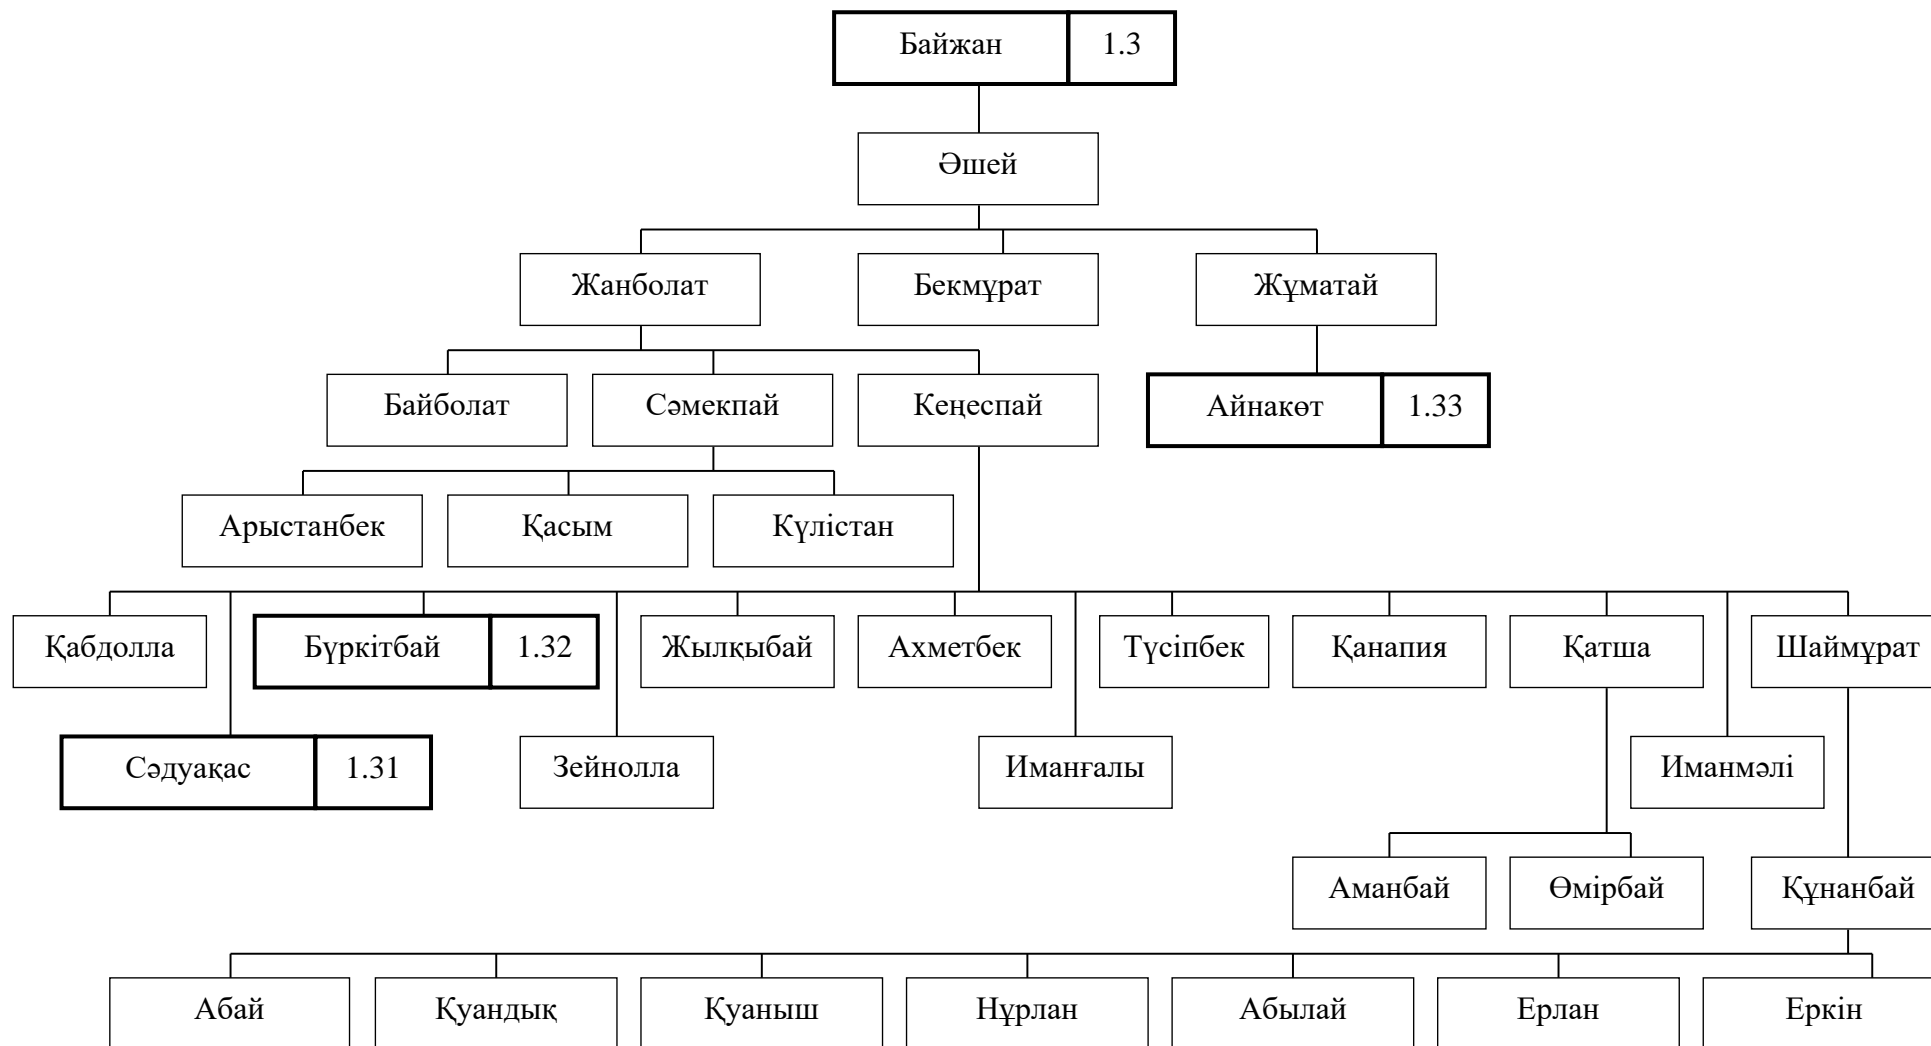 Байжан 1.3
Әшей
Жанболат Бекмұрат Жұматай
Байболат Сәмекпай Кеңеспай Айнакөт 1.33
Арыстанбек Қасым Күлістан
Қабдолла Бүркітбай 1.32 Жылқыбай Ахметбек Түсіпбек Қанапия Қатша Шаймұрат
Сәдуақас 1.31 Зейнолла Иманғалы Иманмәлі
Аманбай Өмірбай Құнанбай
Абай Қуандық Қуаныш Нұрлан Абылай Ерлан Еркін